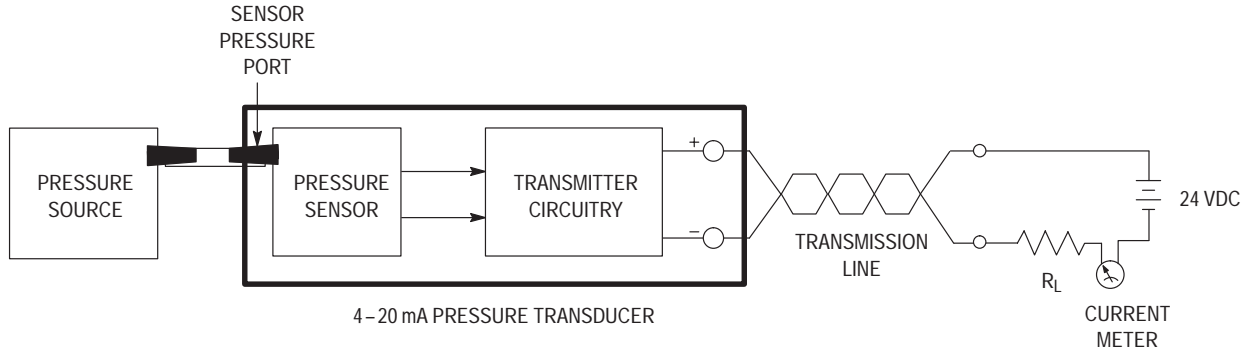 SENSOR
PRESSURE
PORT
PRESSURE
SOURCE
PRESSURE
SENSOR
TRANSMITTER
CIRCUITRY
+
−
TRANSMISSION
LINE
24 VDC
RL
CURRENT
METER
4–20 mA PRESSURE TRANSDUCER